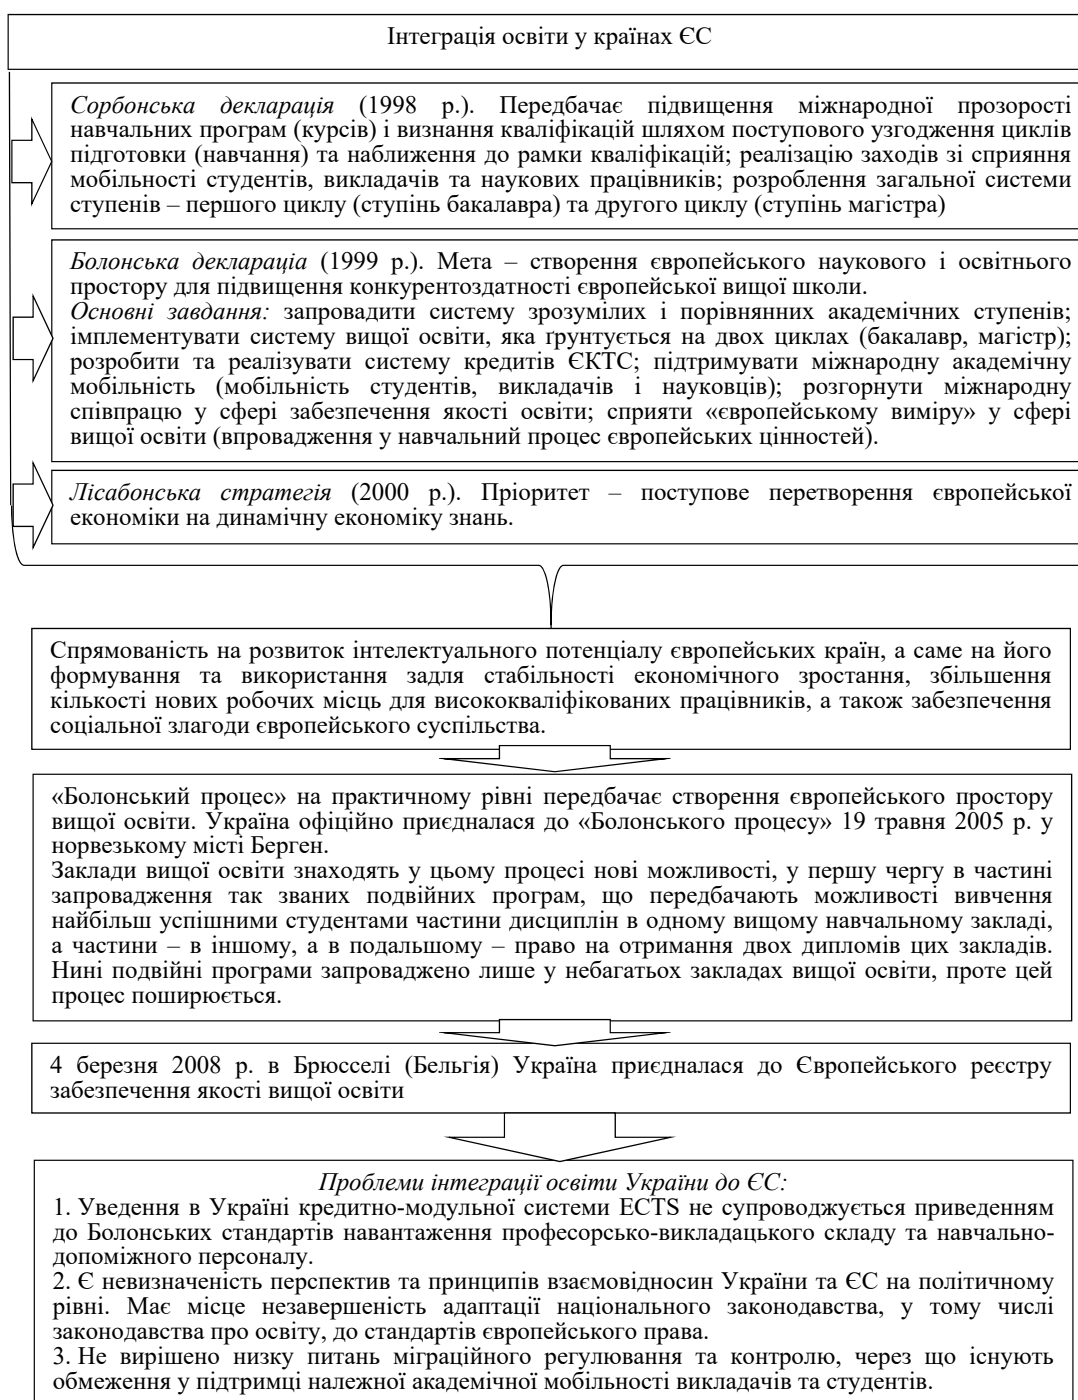 Інтеграція освіти у країнах ЄС
Сорбонська декларація (1998 р.). Передбачає підвищення міжнародної прозорості
навчальних програм (курсів) і визнання кваліфікацій шляхом поступового узгодження циклів
підготовки (навчання) та наближення до рамки кваліфікацій; реалізацію заходів зі сприяння
мобільності студентів, викладачів та наукових працівників; розроблення загальної системи
ступенів – першого циклу (ступінь бакалавра) та другого циклу (ступінь магістра)
Болонська деклараціа (1999 р.). Мета – створення європейського наукового і освітнього
простору для підвищення конкурентоздатності європейської вищої школи.
Основні завдання: запровадити систему зрозумілих і порівнянних академічних ступенів;
імплементувати систему вищої освіти, яка ґрунтується на двох циклах (бакалавр, магістр);
розробити та реалізувати систему кредитів ЄКТС; підтримувати міжнародну академічну
мобільність (мобільність студентів, викладачів і науковців); розгорнути міжнародну
співпрацю у сфері забезпечення якості освіти; сприяти «європейському виміру» у сфері
вищої освіти (впровадження у навчальний процес європейських цінностей).
Лісабонська стратегія (2000 р.). Пріоритет – поступове перетворення європейської
економіки на динамічну економіку знань.
Спрямованість на розвиток інтелектуального потенціалу європейських країн, а саме на його
формування та використання задля стабільності економічного зростання, збільшення
кількості нових робочих місць для висококваліфікованих працівників, а також забезпечення
соціальної злагоди європейського суспільства.
«Болонський процес» на практичному рівні передбачає створення європейського простору
вищої освіти. Україна офіційно приєдналася до «Болонського процесу» 19 травня 2005 р. у
норвезькому місті Берген.
Заклади вищої освіти знаходять у цьому процесі нові можливості, у першу чергу в частині
запровадження так званих подвійних програм, що передбачають можливості вивчення
найбільш успішними студентами частини дисциплін в одному вищому навчальному закладі,
а частини – в іншому, а в подальшому – право на отримання двох дипломів цих закладів.
Нині подвійні програми запроваджено лише у небагатьох закладах вищої освіти, проте цей
процес поширюється.
4 березня 2008 р. в Брюсселі (Бельгія) Україна приєдналася до Європейського реєстру
забезпечення якості вищої освіти
Проблеми інтеграції освіти України до ЄС:
1. Уведення в Україні кредитно-модульної системи ECTS не супроводжується приведенням
до Болонських стандартів навантаження професорсько-викладацького складу та навчально-
допоміжного персоналу.
2. Є невизначеність перспектив та принципів взаємовідносин України та ЄС на політичному
рівні. Має місце незавершеність адаптації національного законодавства, у тому числі
законодавства про освіту, до стандартів європейського права.
3. Не вирішено низку питань міграційного регулювання та контролю, через що існують
обмеження у підтримці належної академічної мобільності викладачів та студентів.